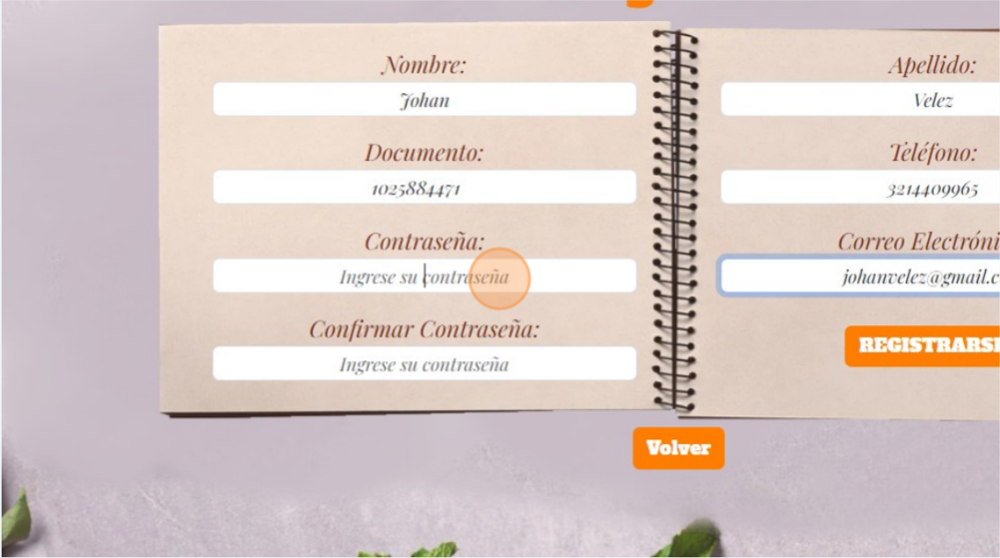 Nombre:
Johan
Apellido:
Velez
Documento:
1025884471
Teléfono:
3214409965
Contraseña:
Ingrese su contraseña
Correo Electróni
johanvelez@gmail.c
Confirmar Contraseña:
Ingrese su contraseña
REGISTRARS
Volver